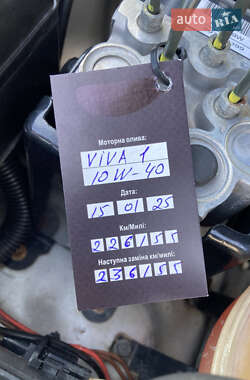 auto
RIA
.com
Моторна олива:
VIVA 1
10W-40
Дата:
15 01 25
Км/Милі:
226155
Наступна заміна км/милі:
236155